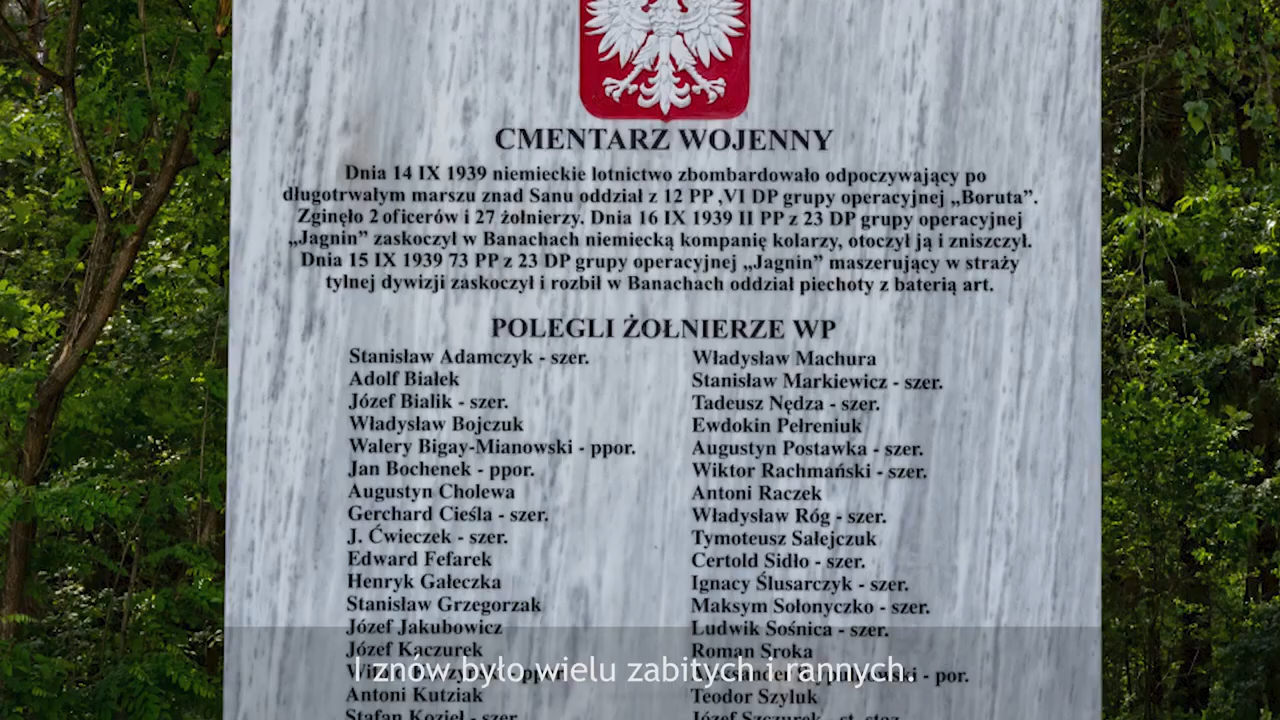 CMENTARZ WOJENNY
Dnia 14 IX 1939 niemieckie lotnictwo zbombardowało odpoczywający po
długotrwałym marszu znad Sanu oddział z 12 PP ,VI DP grupy operacyjnej „Boruta”.
Zginęło 2 oficerów i 27 żołnierzy. Dnia 16 IX 1939 II PP z 23 DP grupy operacyjnej
„Jagnin” zaskoczył w Banachach niemiecką kompanię kolarzy, otoczył ją i zniszczył.
Dnia 15 IX 1939 73 PP z 23 DP grupy operacyjnej „Jagnin” maszerujący w straży
tylnej dywizji zaskoczył i rozbił w Banachach oddział piechoty z baterią art.
POLEGLI ŻOŁNIERZE WP
Stanisław Adamczyk - szer.
Adolf Białek
Józef Bialik - szer.
Władysław Bojczuk
Walery Bigay-Mianowski - ppor.
Jan Bochenek - ppor.
Augustyn Cholewa
Gerchard Cieśla - szer.
J. Ćwieczek - szer.
Edward Fefarek
Henryk Gałeczka
Stanisław Grzegorzak
Józef Jakubowicz
Józef Kaczurek
Antoni Kutziak
Stefan Kozieł - szer.
Władysław Machura
Stanisław Markiewicz - szer.
Tadeusz Nędza - szer.
Ewdokin Pełreniuk
Augustyn Postawka - szer.
Wiktor Rachmański - szer.
Antoni Raczek
Władysław Róg - szer.
Tymoteusz Sałejczuk
Certold Sidło - szer.
Ignacy Ślusarczyk - szer.
Maksym Sołonyczko - szer.
Ludwik Sośnica - szer.
Roman Sroka
- por.
Teodor Szyluk
Józef Szczurek - st. strz.
I znów było wielu zabitych i rannych.